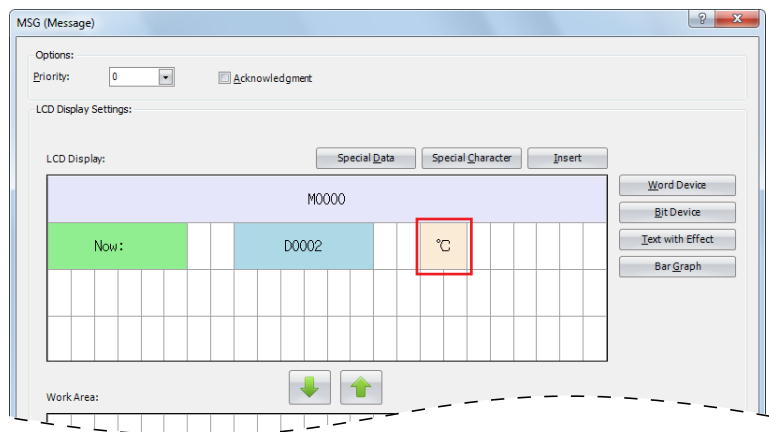 MSG (Message)
Options:
Priority: 0 Acknowledgment
LCD Display Settings:
LCD Display: Special Data Special Character Insert
M0000
Word Device
Bit Device
Now: D0002 ℃
Text with Effect
Bar Graph
Work Area: